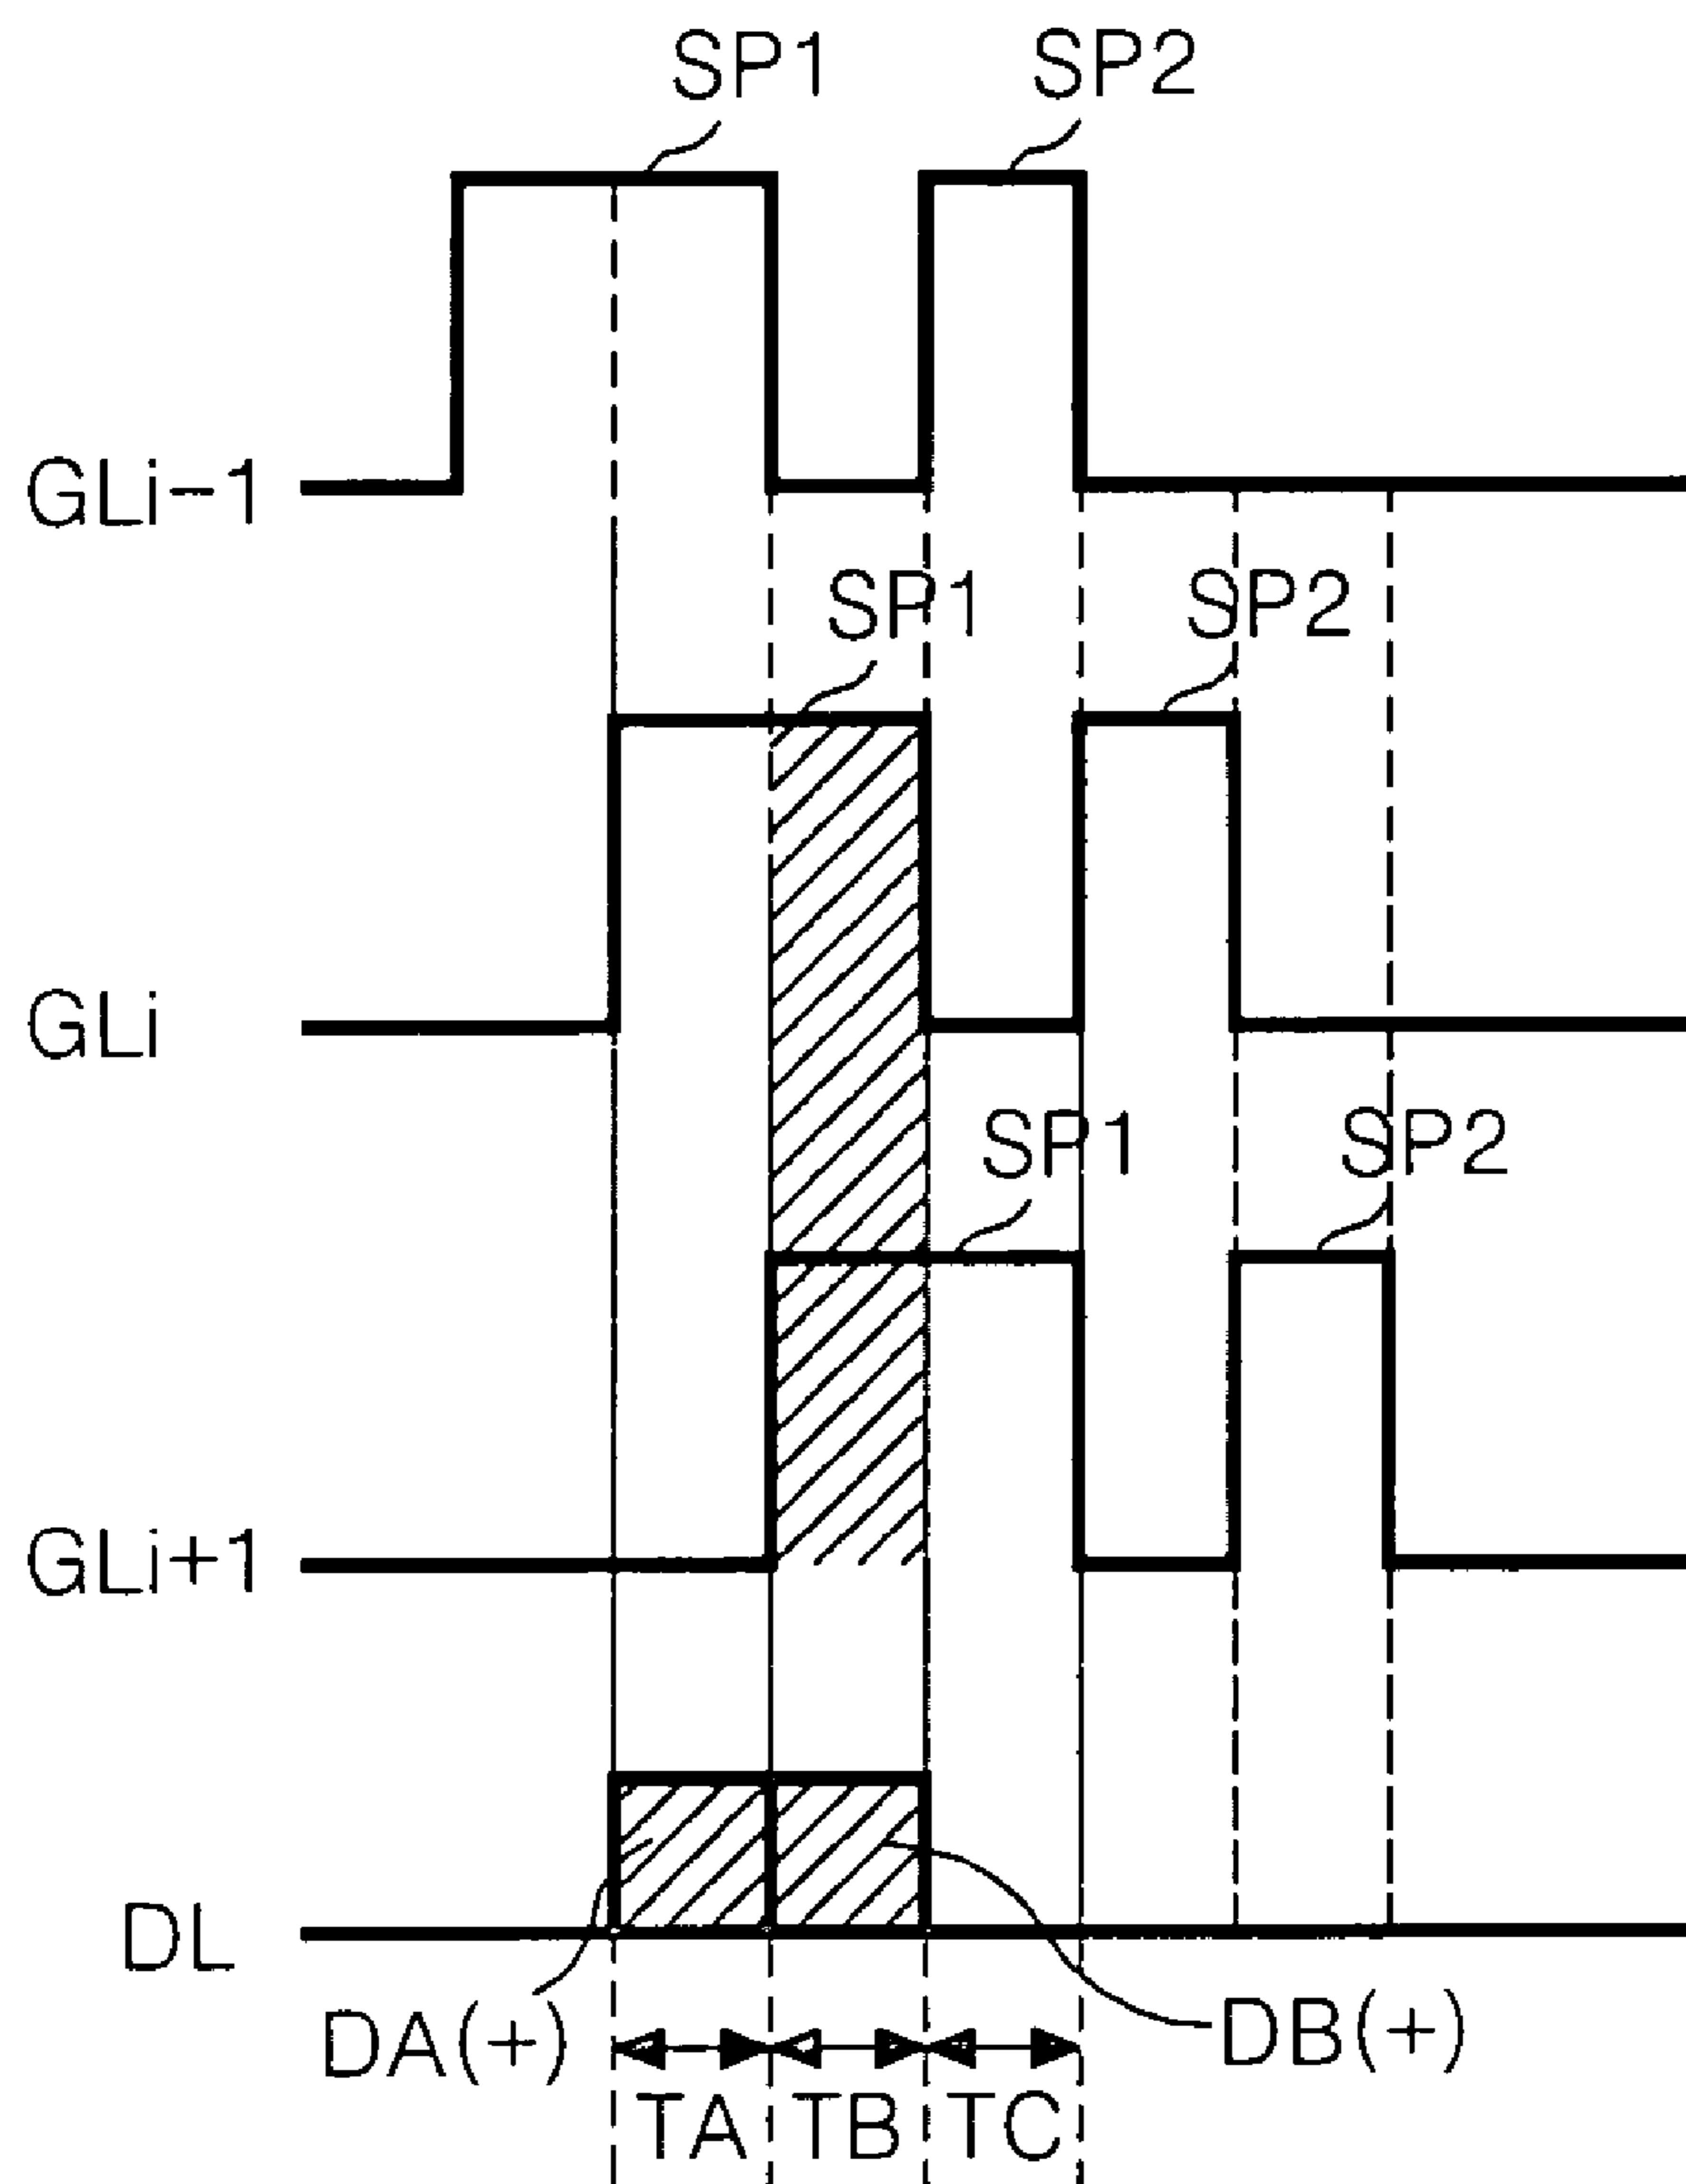 SP1 SP2
GLi-1
SP1 SP2
GLi
SP1 SP2
GLi+1
DL
DA(+) DB(+)
TA TB TC